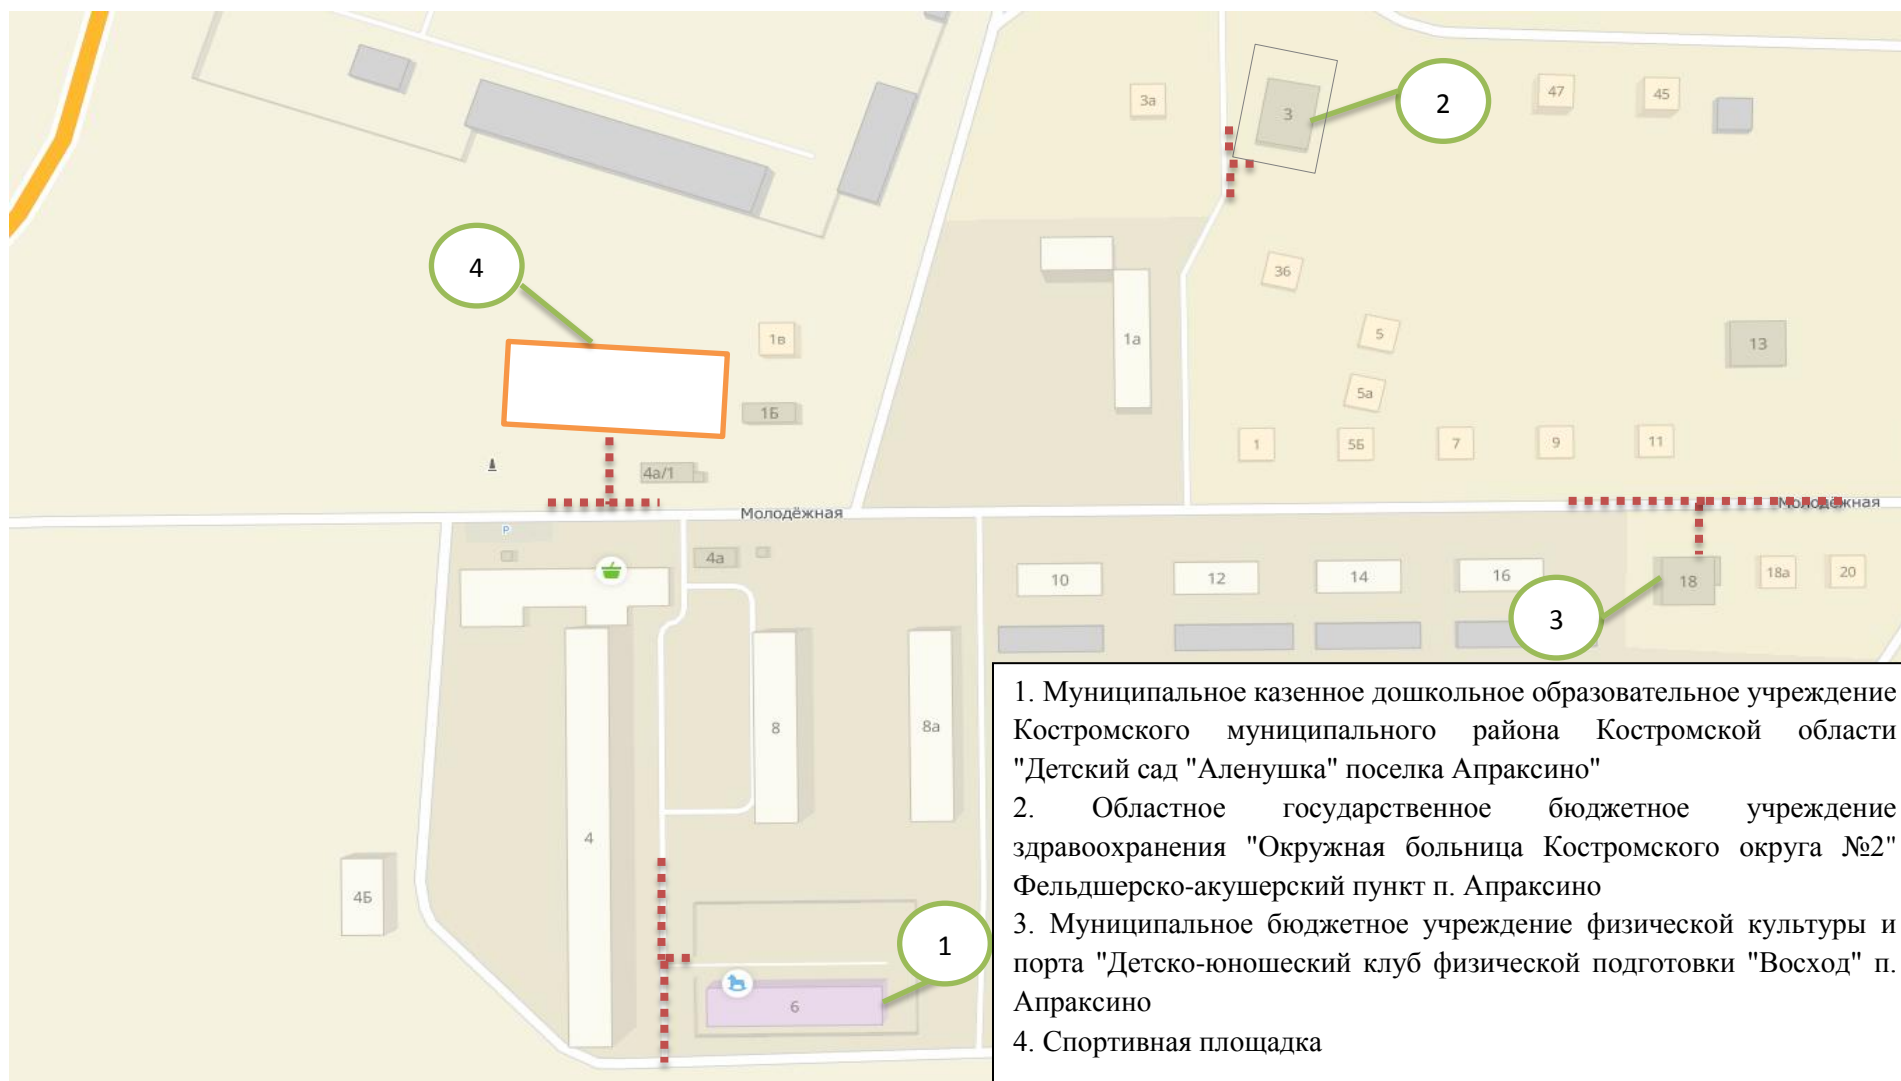 3а
3
2
47
45
4
3б
1в
1а
5
13
5а
1Б
1
5Б
7
9
11
4а/1
Молодёжная
Молодёжная
P
4а
10
12
14
16
18
18а
20
3
8
8а
4
4Б
1
6
1. Муниципальное казенное дошкольное образовательное учреждение
Костромского муниципального района Костромской области
"Детский сад "Аленушка" поселка Апраксино"
2. Областное государственное бюджетное учреждение
здравоохранения "Окружная больница Костромского округа №2"
Фельдшерско-акушерский пункт п. Апраксино
3. Муниципальное бюджетное учреждение физической культуры и
порта "Детско-юношеский клуб физической подготовки "Восход" п.
Апраксино
4. Спортивная площадка